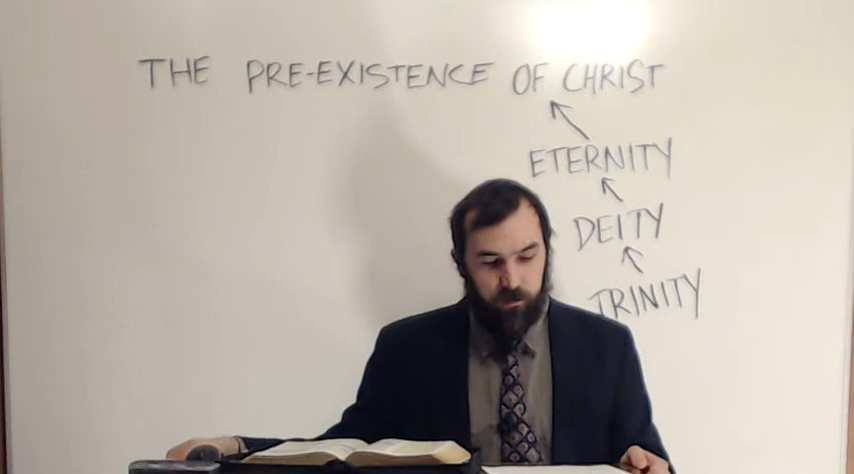 THE PRE-EXISTENCE OF CHRIST
ETERNITY
DEITY
TRINITY